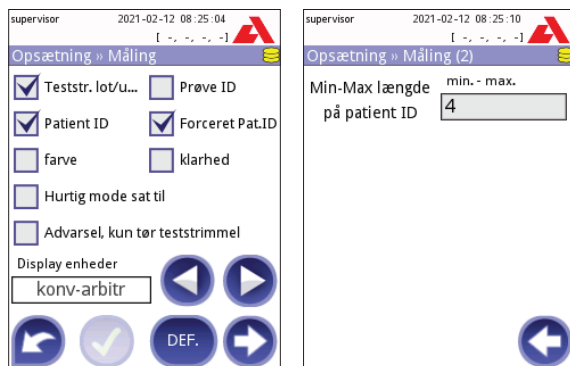 supervisor 2021-02-12 08:25:04
[ -, -, -, -]
Opsætning » Måling
Teststr. lot/u... Prøve ID
Patient ID Forceret Pat.ID
farve klarhed
Hurtig mode sat til
Advarsel, kun tør teststrimmel
Display enheder
konv-arbitr
DEF.
supervisor 2021-02-12 08:25:10
[ -, -, -, -]
Opsætning » Måling (2)
Min-Max længde min. - max.
på patient ID 4